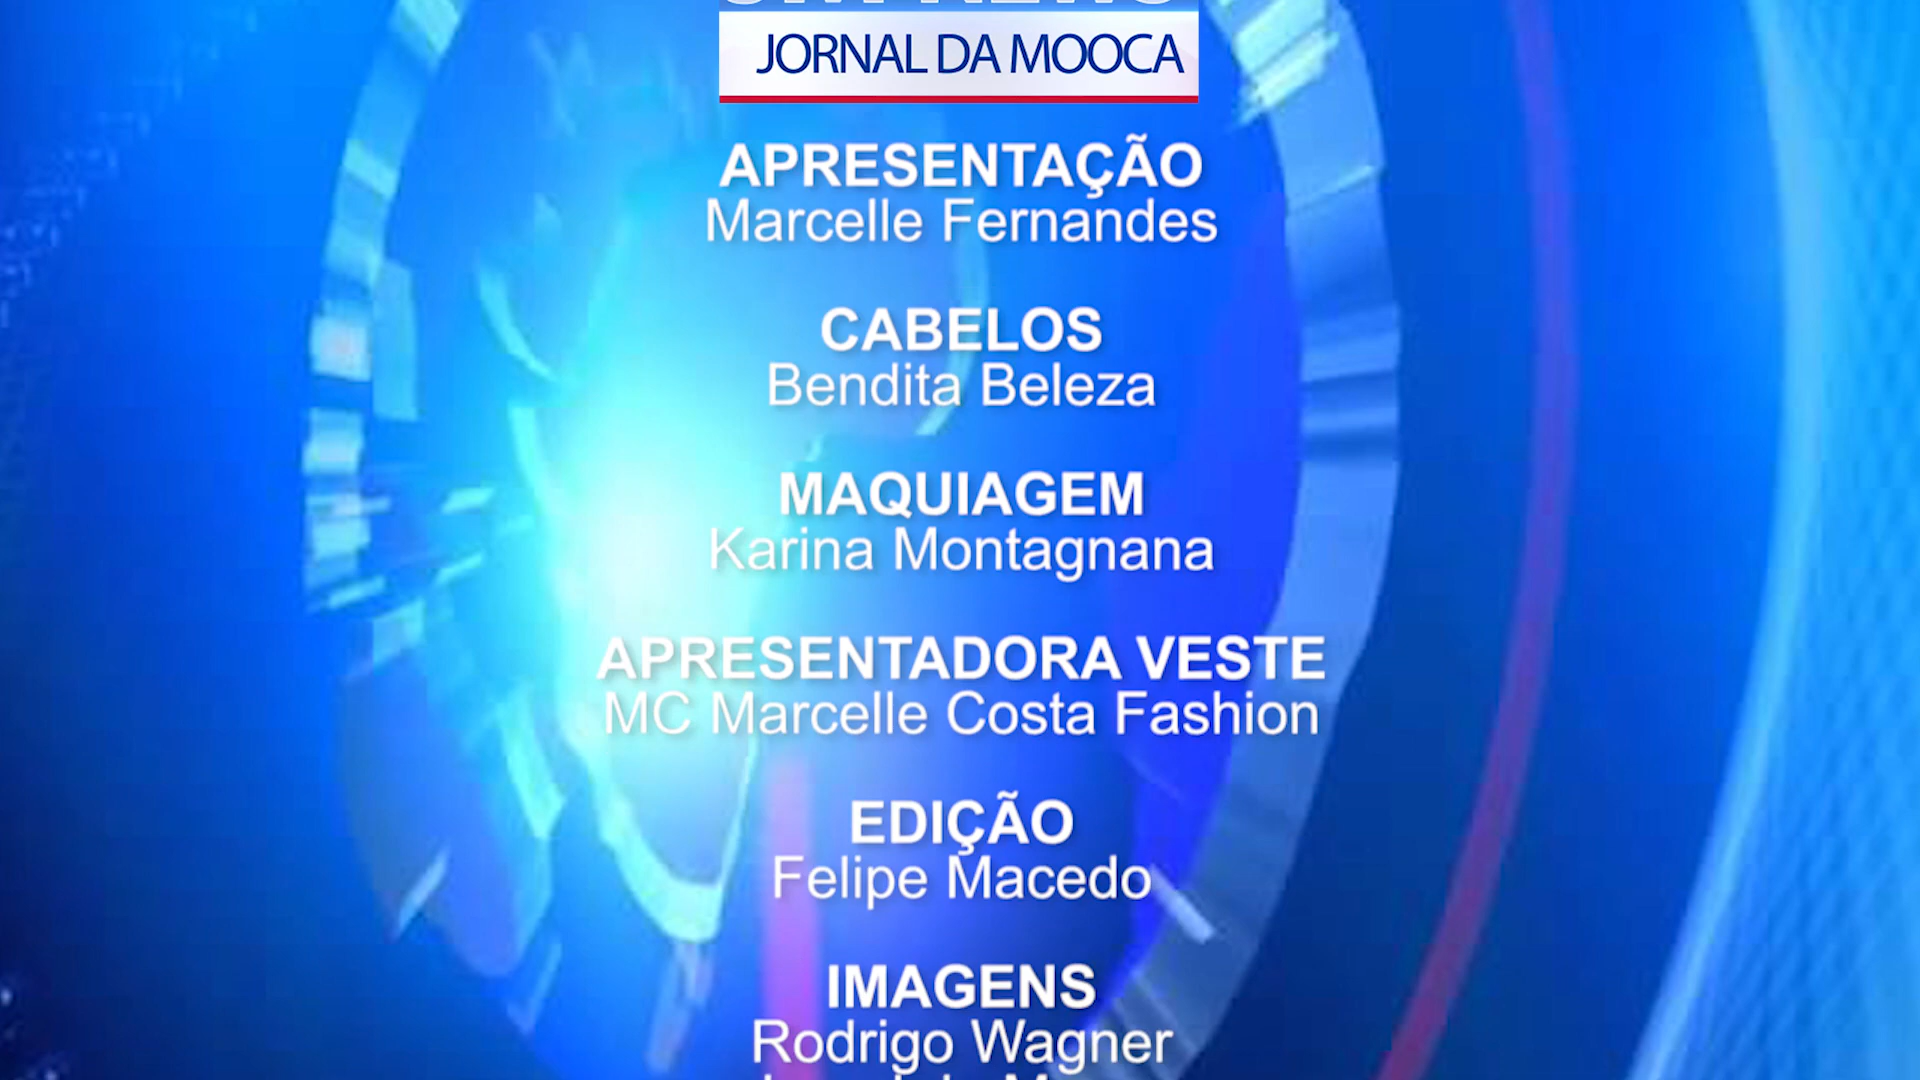 JORNAL DA MOOCA
APRESENTAÇÃO
Marcelle Fernandes
CABELOS
Bendita Beleza
MAQUIAGEM
Karina Montagnana
APRESENTADORA VESTE
MC Marcelle Costa Fashion
EDIÇÃO
Felipe Macedo
IMAGENS
Rodrigo Wagner